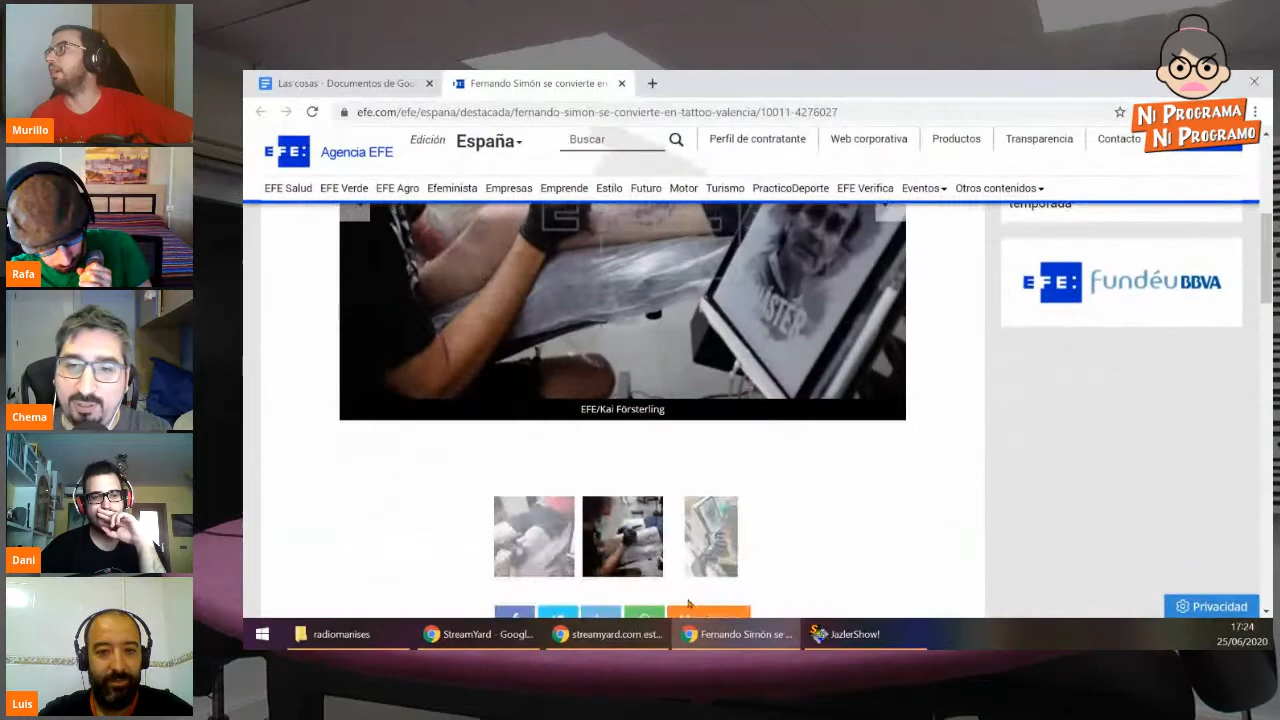 Murillo
Rafa
Chema
Dani
Luis
NI PROGRAMA
NI PROGRAMO
Las cosas - Documentos de Goo
Fernando Simón se convierte en
efe.com/efe/espana/destacada/fernando-simon-se-convierte-en-tattoo-valencia/10011-4276027
EFE:
Agencia EFE
Edición España
Buscar
Perfil de contratante
Web corporativa
Productos
Transparencia
Contacto
EFE Salud EFE Verde EFE Agro Efeminista Empresas Emprende Estilo Futuro Motor Turismo PracticoDeporte EFE Verifica Eventos Otros contenidos
temporada
MASTER
EFE: fundéu BBVA
EFE/Kai Försterling
Privacidad
radiomanises
StreamYard - Googl...
streamyard.com est...
Fernando Simón se ...
JazlerShow!
17:24
25/06/2020